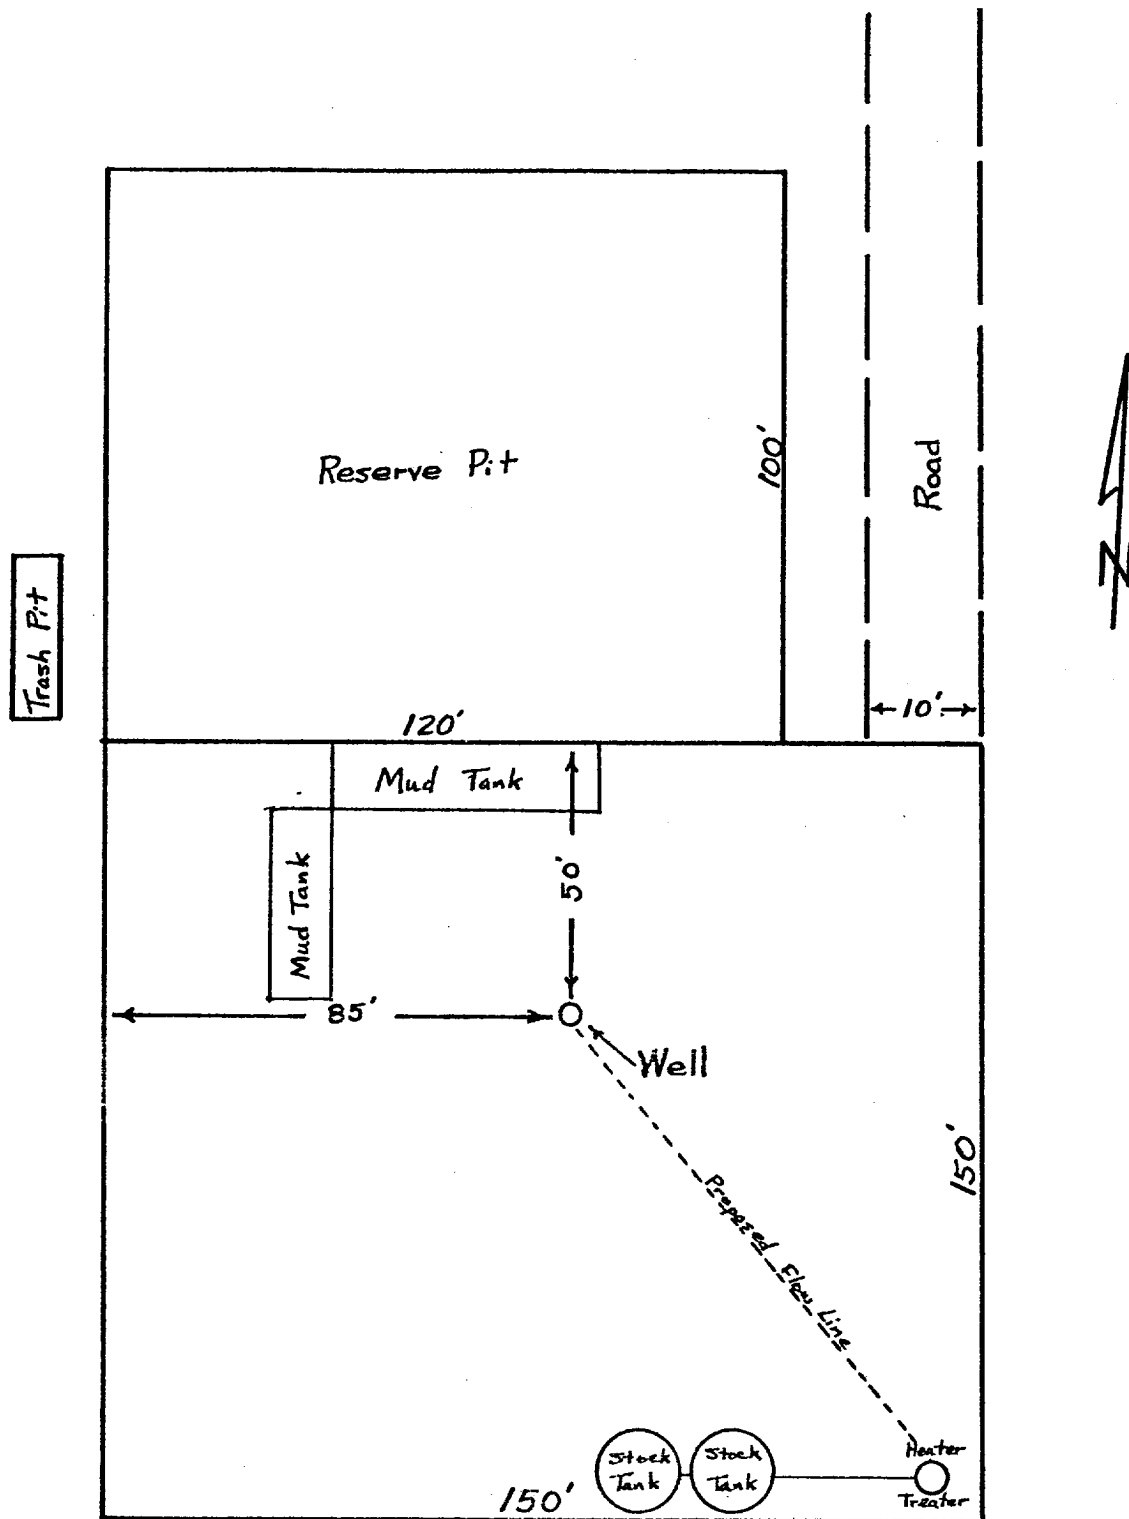 Reserve Pit
100'
Road
N
Trash Pit
10'
120'
Mud Tank
50'
Mud Tank
85'
Well
150'
Proposed Flow Line
Heater
Treater
Stock
Tank
Stock
Tank
150'